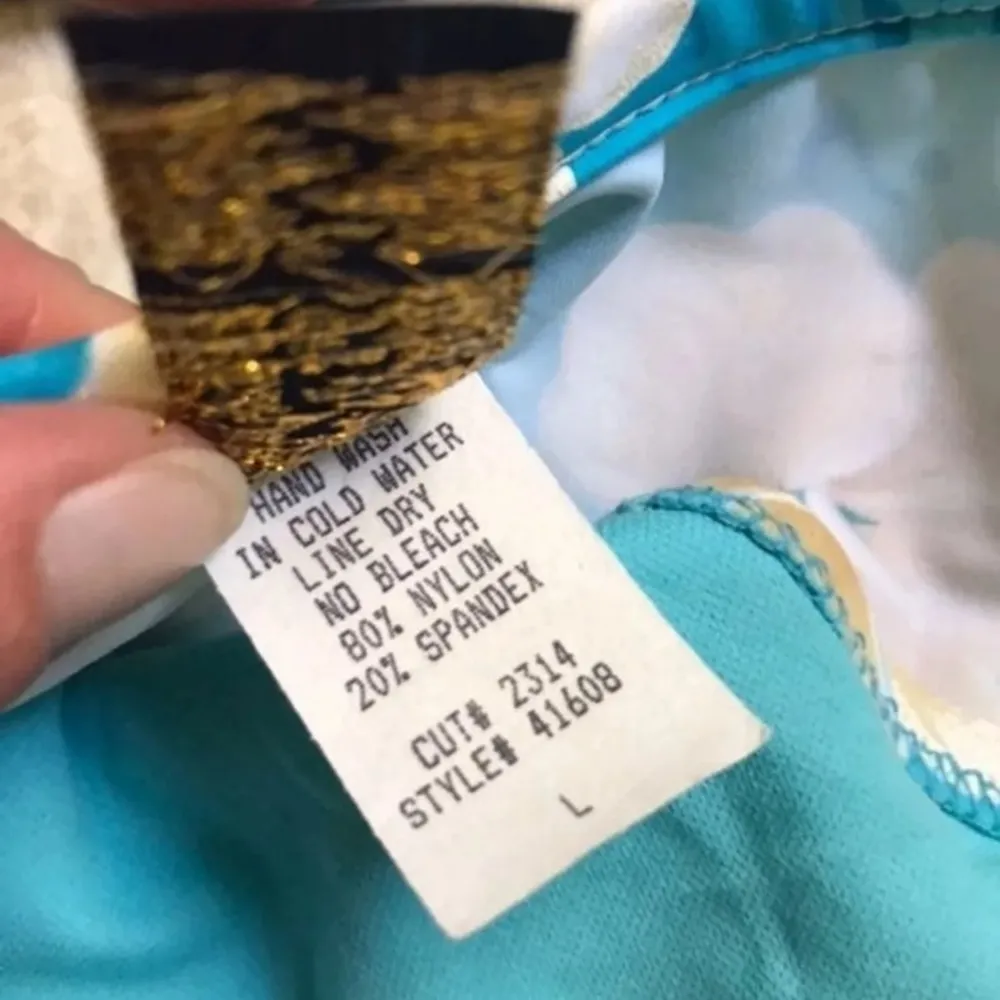 HAND WASH
IN COLD WATER
LINE DRY
NO BLEACH
80% NYLON
20% SPANDEX
CUT# 2314
STYLE# 41608
L